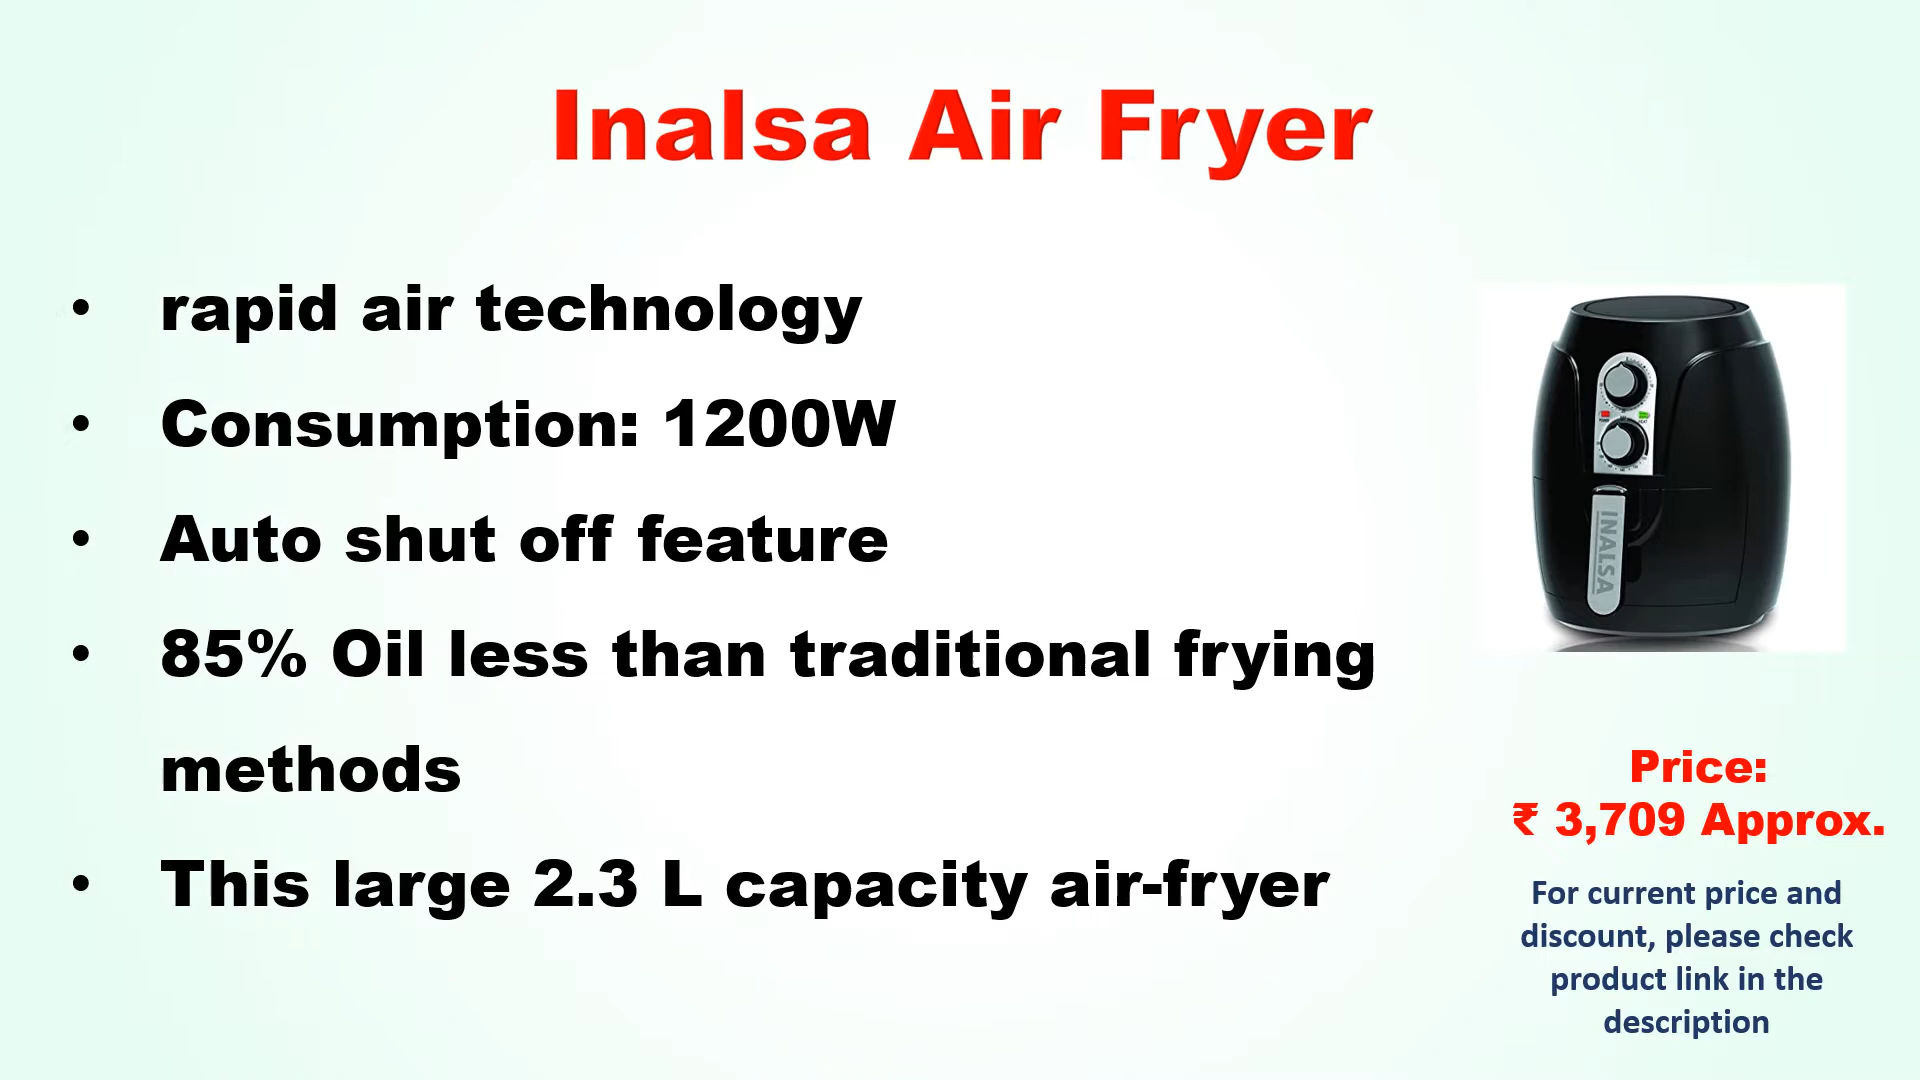 Inalsa Air Fryer
• rapid air technology
• Consumption: 1200W
• Auto shut off feature
• 85% Oil less than traditional frying
methods
• This large 2.3 L capacity air-fryer
INALSA
Price:
₹ 3,709 Approx.
For current price and
discount, please check
product link in the
description